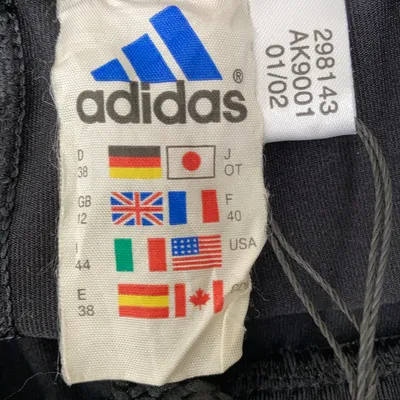 adidas®
D J
38 OT
GB F
12 40
I USA
44
E
38
298143
AK9001
01/02